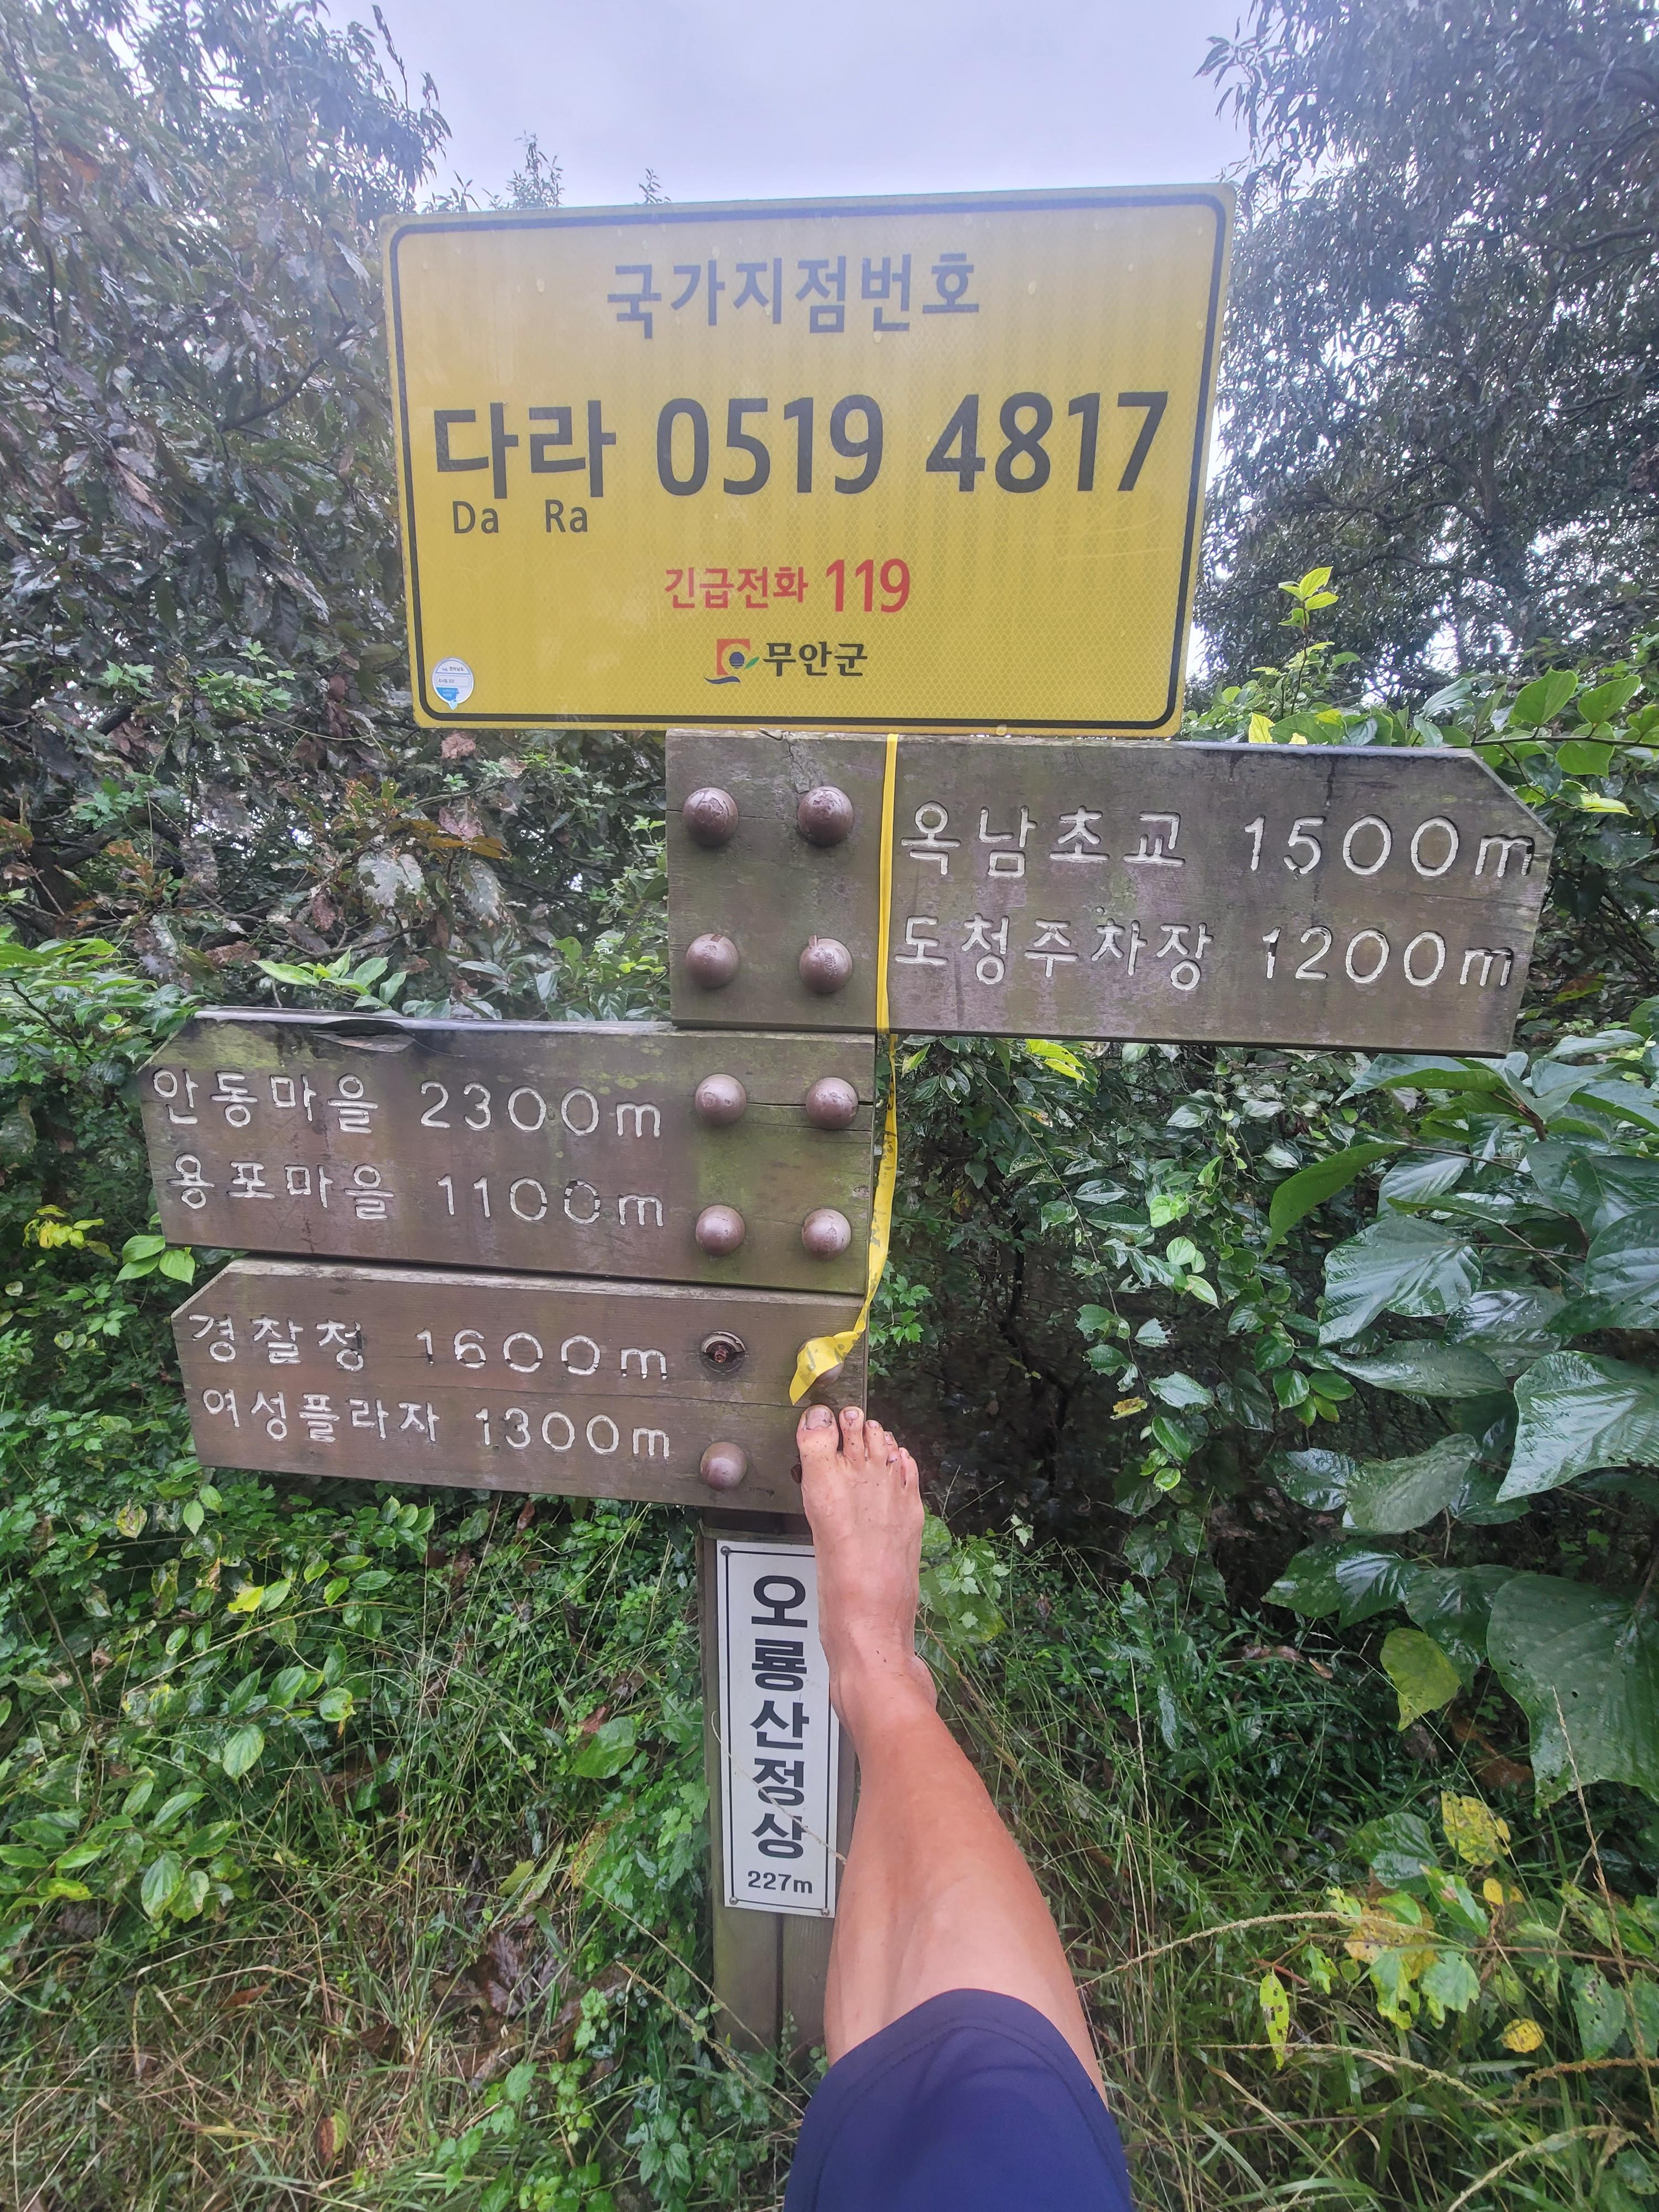 국가지점번호
다라 0519 4817
Da Ra
긴급전화 119
무안군
옥남초교 1500m
도청주차장 1200m
안동마을 2300m
용포마을 1100m
경찰청 1600m
여성플라자 1300m
오룡산정상
227m